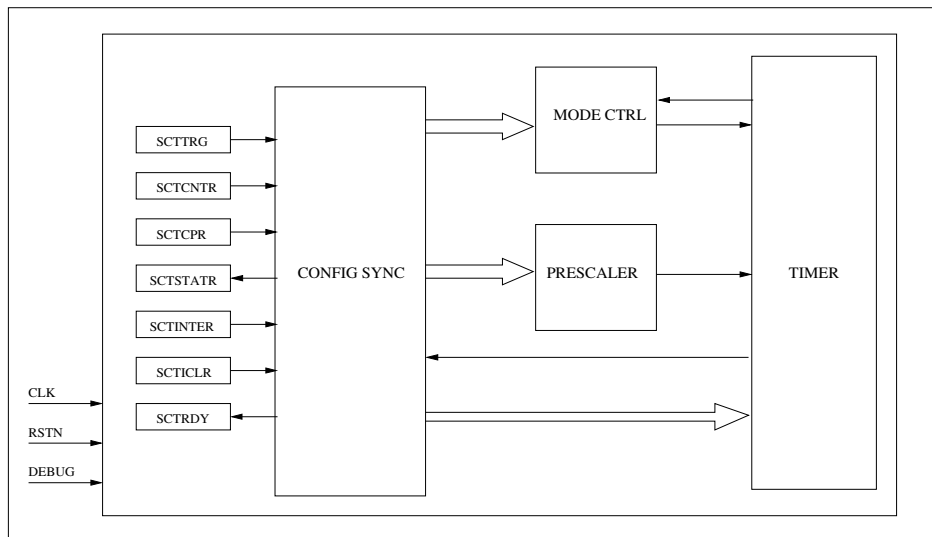 MODE CTRL
SCTTRG
SCTCNTR
SCTCPR
SCTSTATR
CONFIG SYNC
PRESCALER
TIMER
SCTINTER
SCTICLR
SCTRDY
CLK
RSTN
DEBUG